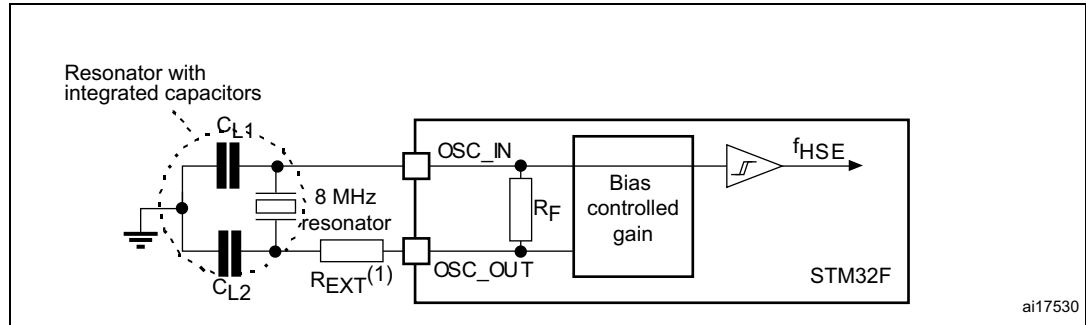 Resonator with
integrated capacitors
CL1
OSC_IN
fHSE
8 MHz
resonator
RF
Bias
controlled
gain
REXT(1)
OSC_OUT
STM32F
CL2
ai17530